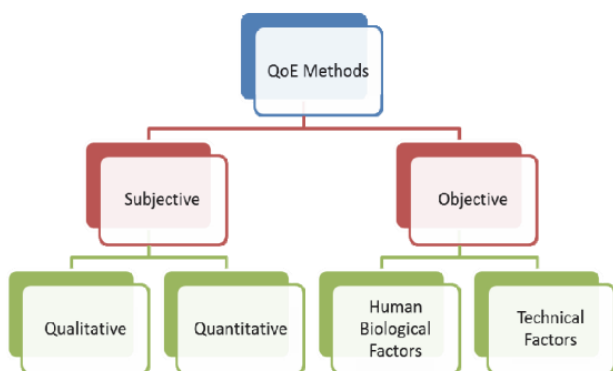 QoE Methods
Subjective
Objective
Qualitative
Quantitative
Human
Biological
Factors
Technical
Factors